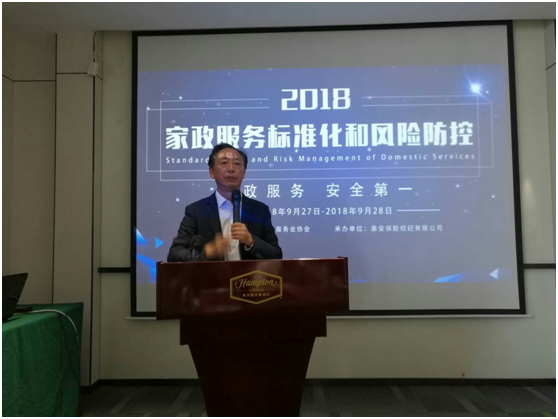 2018
家政服务标准化和风险防控
Standard and Risk Management of Domestic Services
政服务 安全第一
8年9月27日-2018年9月28日
服务业协会 承办单位：鼎安保险经纪有限公司
Hampton